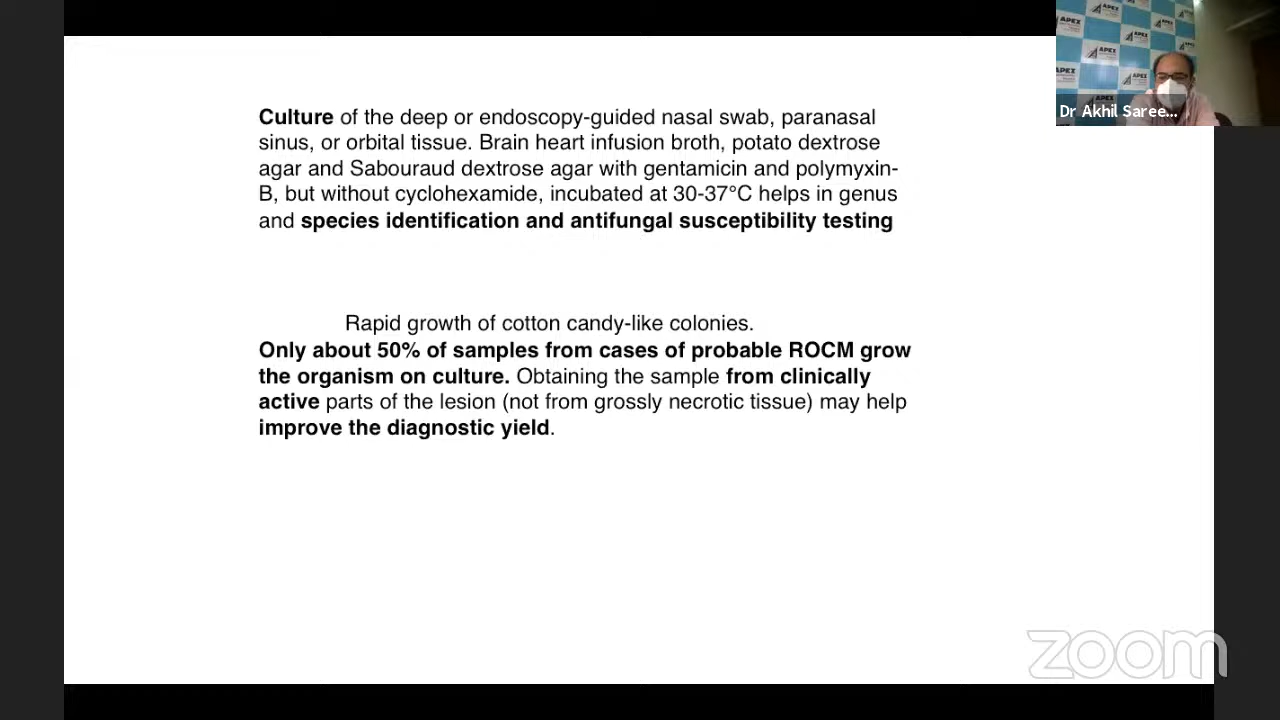 Culture of the deep or endoscopy-guided nasal swab, paranasal
sinus, or orbital tissue. Brain heart infusion broth, potato dextrose
agar and Sabouraud dextrose agar with gentamicin and polymyxin-
B, but without cyclohexamide, incubated at 30-37°C helps in genus
and species identification and antifungal susceptibility testing
Rapid growth of cotton candy-like colonies.
Only about 50% of samples from cases of probable ROCM grow
the organism on culture. Obtaining the sample from clinically
active parts of the lesion (not from grossly necrotic tissue) may help
improve the diagnostic yield.
APEX
Dr Akhil Saree...
zoom